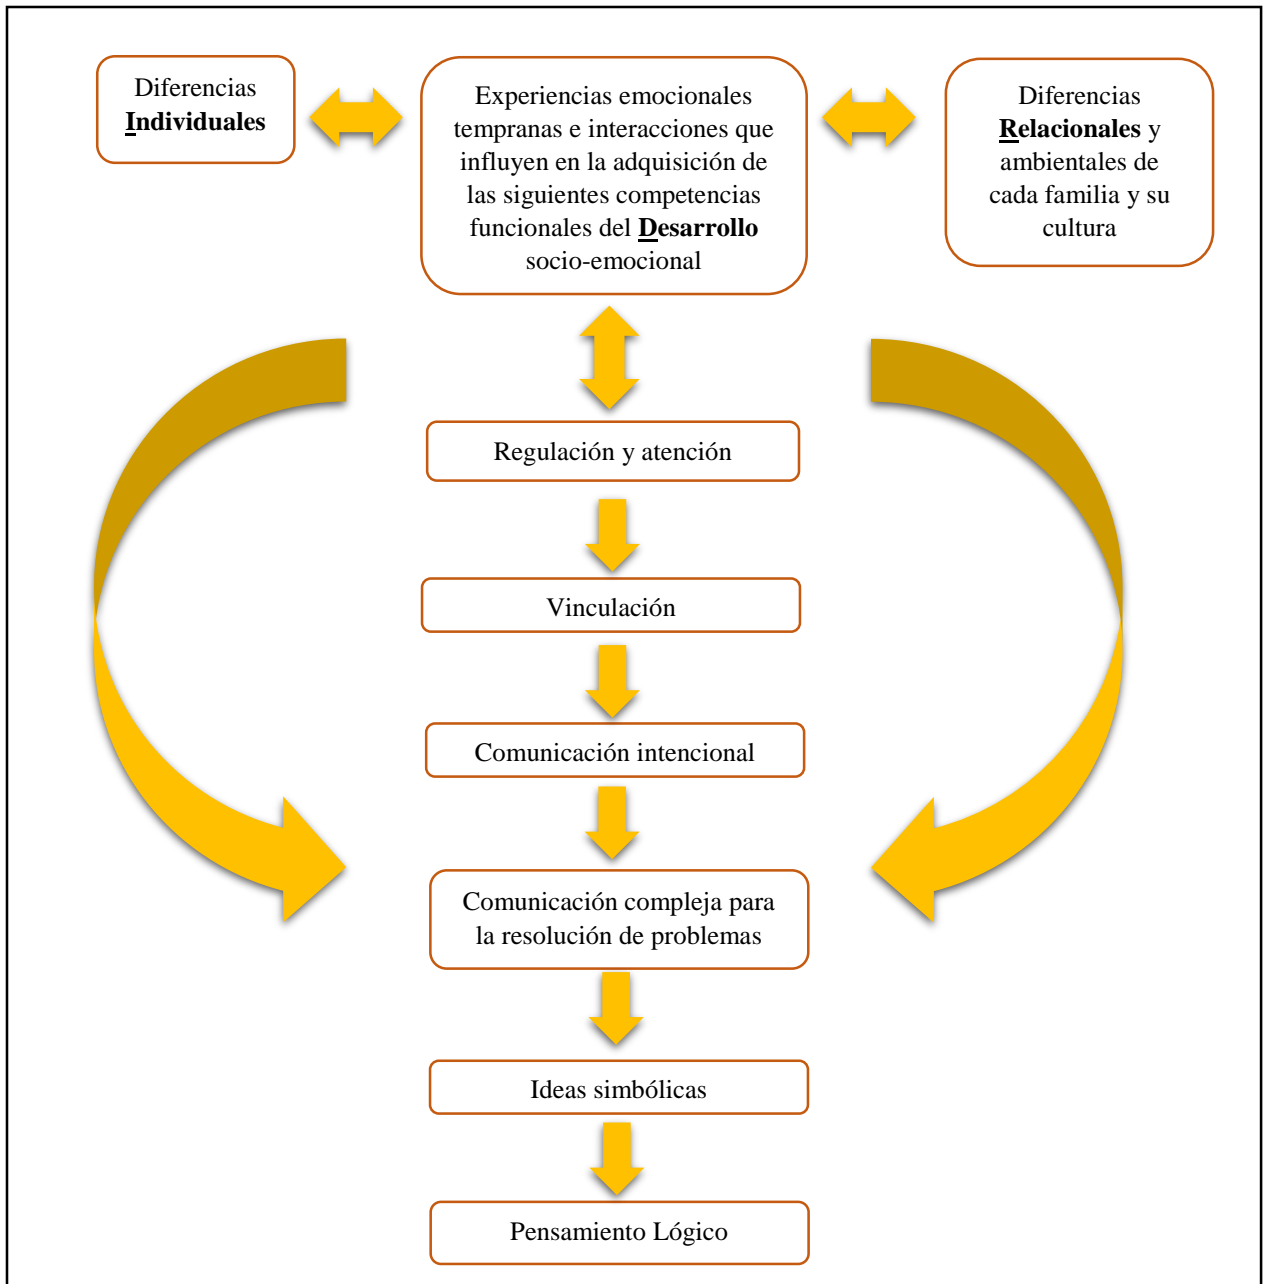 Diferencias
Individuales
Experiencias emocionales
tempranas e interacciones que
influyen en la adquisición de
las siguientes competencias
funcionales del Desarrollo
socio-emocional
Diferencias
Relacionales y
ambientales de
cada familia y su
cultura
Regulación y atención
Vinculación
Comunicación intencional
Comunicación compleja para
la resolución de problemas
Ideas simbólicas
Pensamiento Lógico